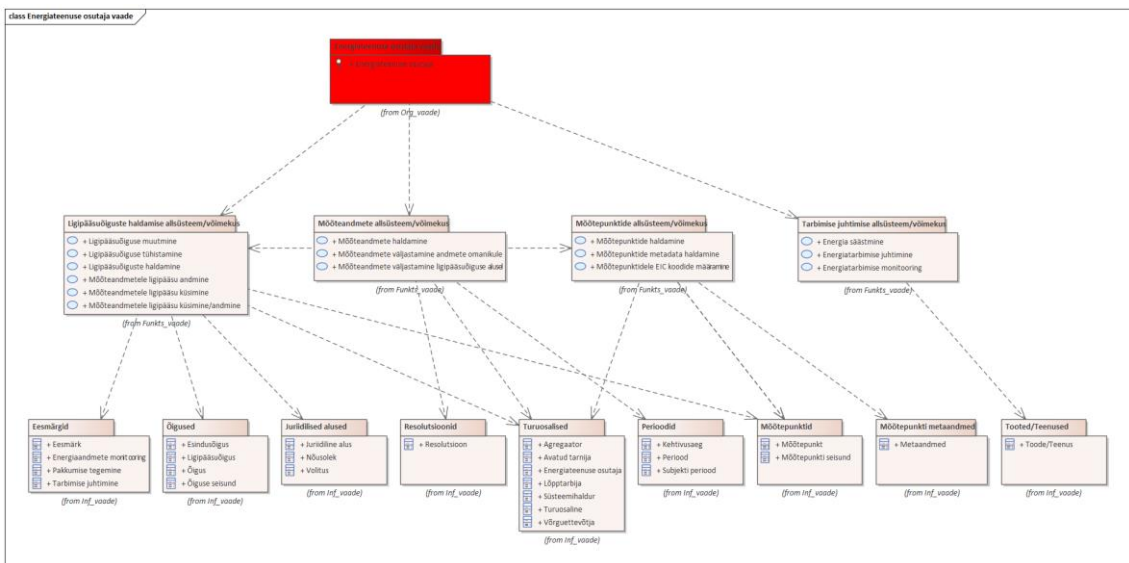 class Energiateenuse osutaja vaade
Energiateenuse osutaja vaade
+ Energiateenuse osutaja
(from Org_vaade)
Ligipääsuõiguste haldamise allsüsteem/võimekus
+ Ligipääsuõiguse muutmine
+ Ligipääsuõiguse tühistamine
+ Ligipääsuõiguste haldamine
+ Mõõteandmetele ligipääsu andmine
+ Mõõteandmetele ligipääsu küsimine
+ Mõõteandmetele ligipääsu küsimine/andmine
(from Funkts_vaade)
Mõõteandmete allsüsteem/võimekus
+ Mõõteandmete haldamine
+ Mõõteandmete väljastamine andmete omanikule
+ Mõõteandmete väljastamine ligipääsuõiguse alusel
(from Funkts_vaade)
Mõõtepunktide allsüsteem/võimekus
+ Mõõtepunktide haldamine
+ Mõõtepunktide metadata haldamine
+ Mõõtepunktidele EIC koodide määramine
(from Funkts_vaade)
Tarbimise juhtimise allsüsteem/võimekus
+ Energia säästmine
+ Energiatarbimise juhtimine
+ Energiatarbimise monitooring
(from Funkts_vaade)
Eesmärgid
+ Eesmärk
+ Energiaandmete monitooring
+ Pakkumise tegemine
+ Tarbimise juhtimine
(from Inf_vaade)
Õigused
+ Esindusõigus
+ Ligipääsuõigus
+ Õigus
+ Õiguse seisund
(from Inf_vaade)
Juriidilised alused
+ Juriidiline alus
+ Nõusolek
+ Volitus
(from Inf_vaade)
Resolutsioonid
+ Resolutsioon
(from Inf_vaade)
Turuosalised
+ Agregaator
+ Avatud tarnija
+ Energiateenuse osutaja
+ Lõpptarbija
+ Süsteemihaldur
+ Turuosaline
+ Võrguettevõtja
(from Inf_vaade)
Perioodid
+ Kehtivusaeg
+ Periood
+ Subjekti periood
(from Inf_vaade)
Mõõtepunktid
+ Mõõtepunkt
+ Mõõtepunkti seisund
(from Inf_vaade)
Mõõtepunkti metaandmed
+ Metaandmed
(from Inf_vaade)
Tooted/Teenused
+ Toode/Teenus
(from Inf_vaade)